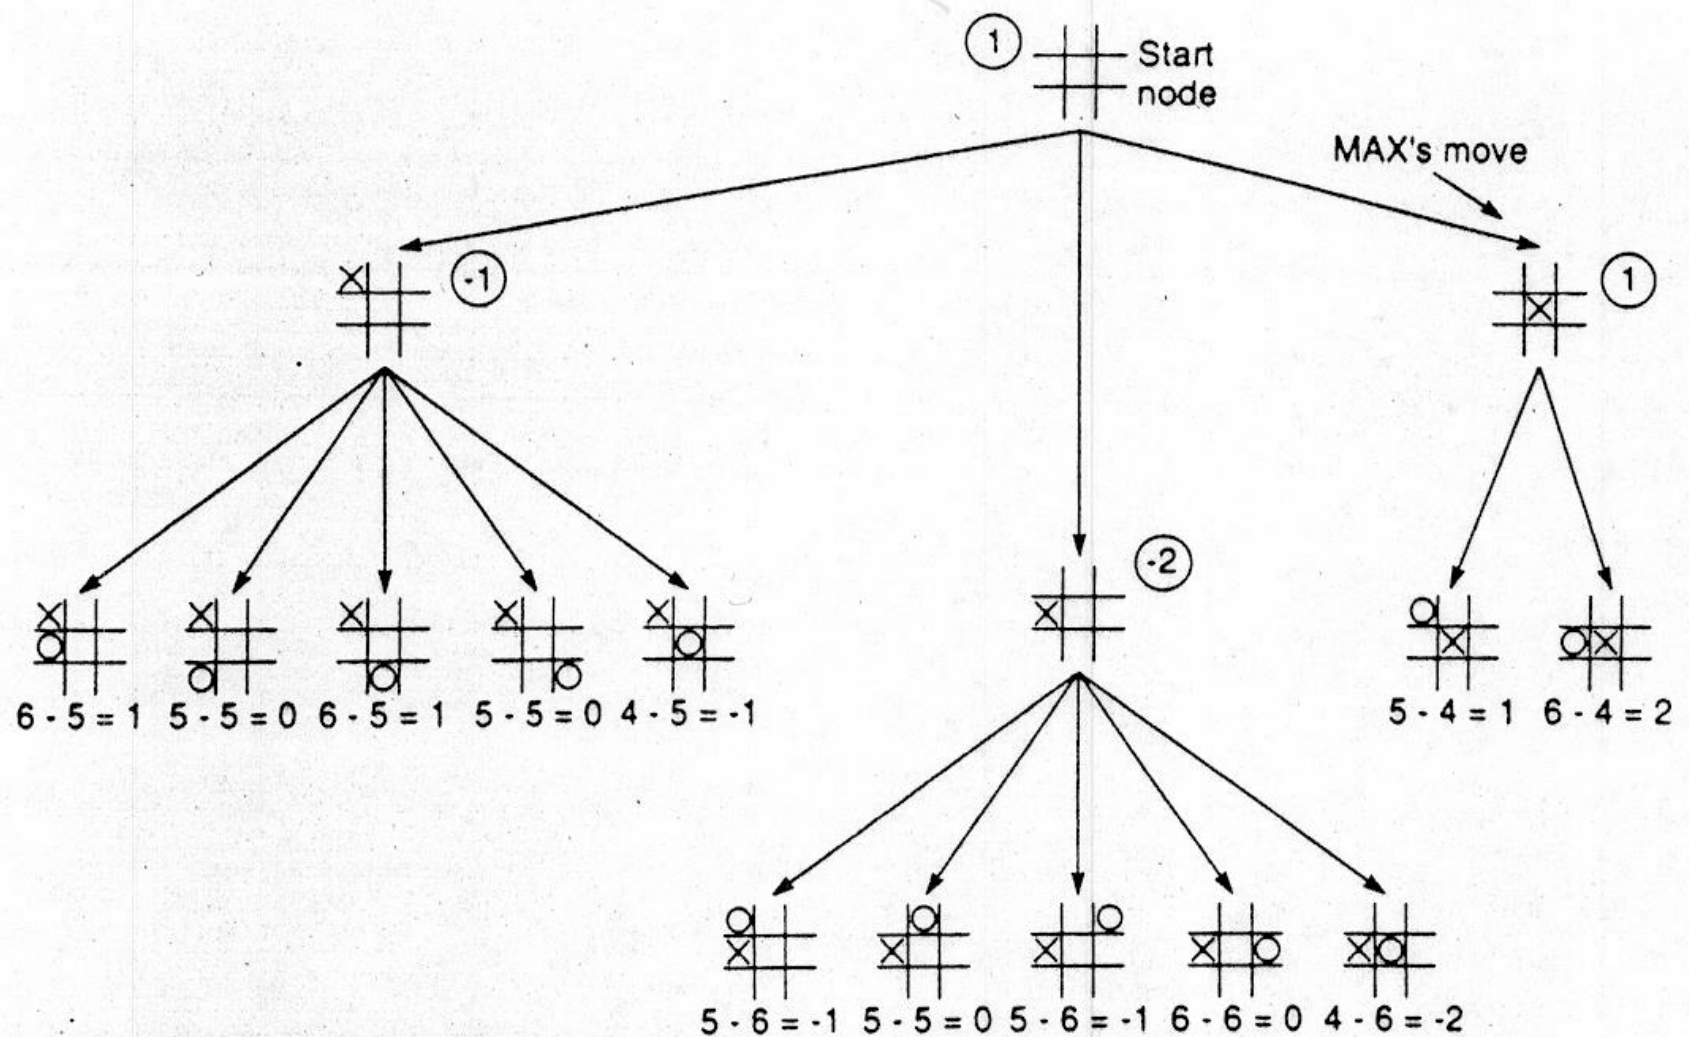 1
Start
node
MAX's move
-1
1
-2
6 - 5 = 1 5 - 5 = 0 6 - 5 = 1 5 - 5 = 0 4 - 5 = -1
5 - 4 = 1 6 - 4 = 2
5 - 6 = -1 5 - 5 = 0 5 - 6 = -1 6 - 6 = 0 4 - 6 = -2